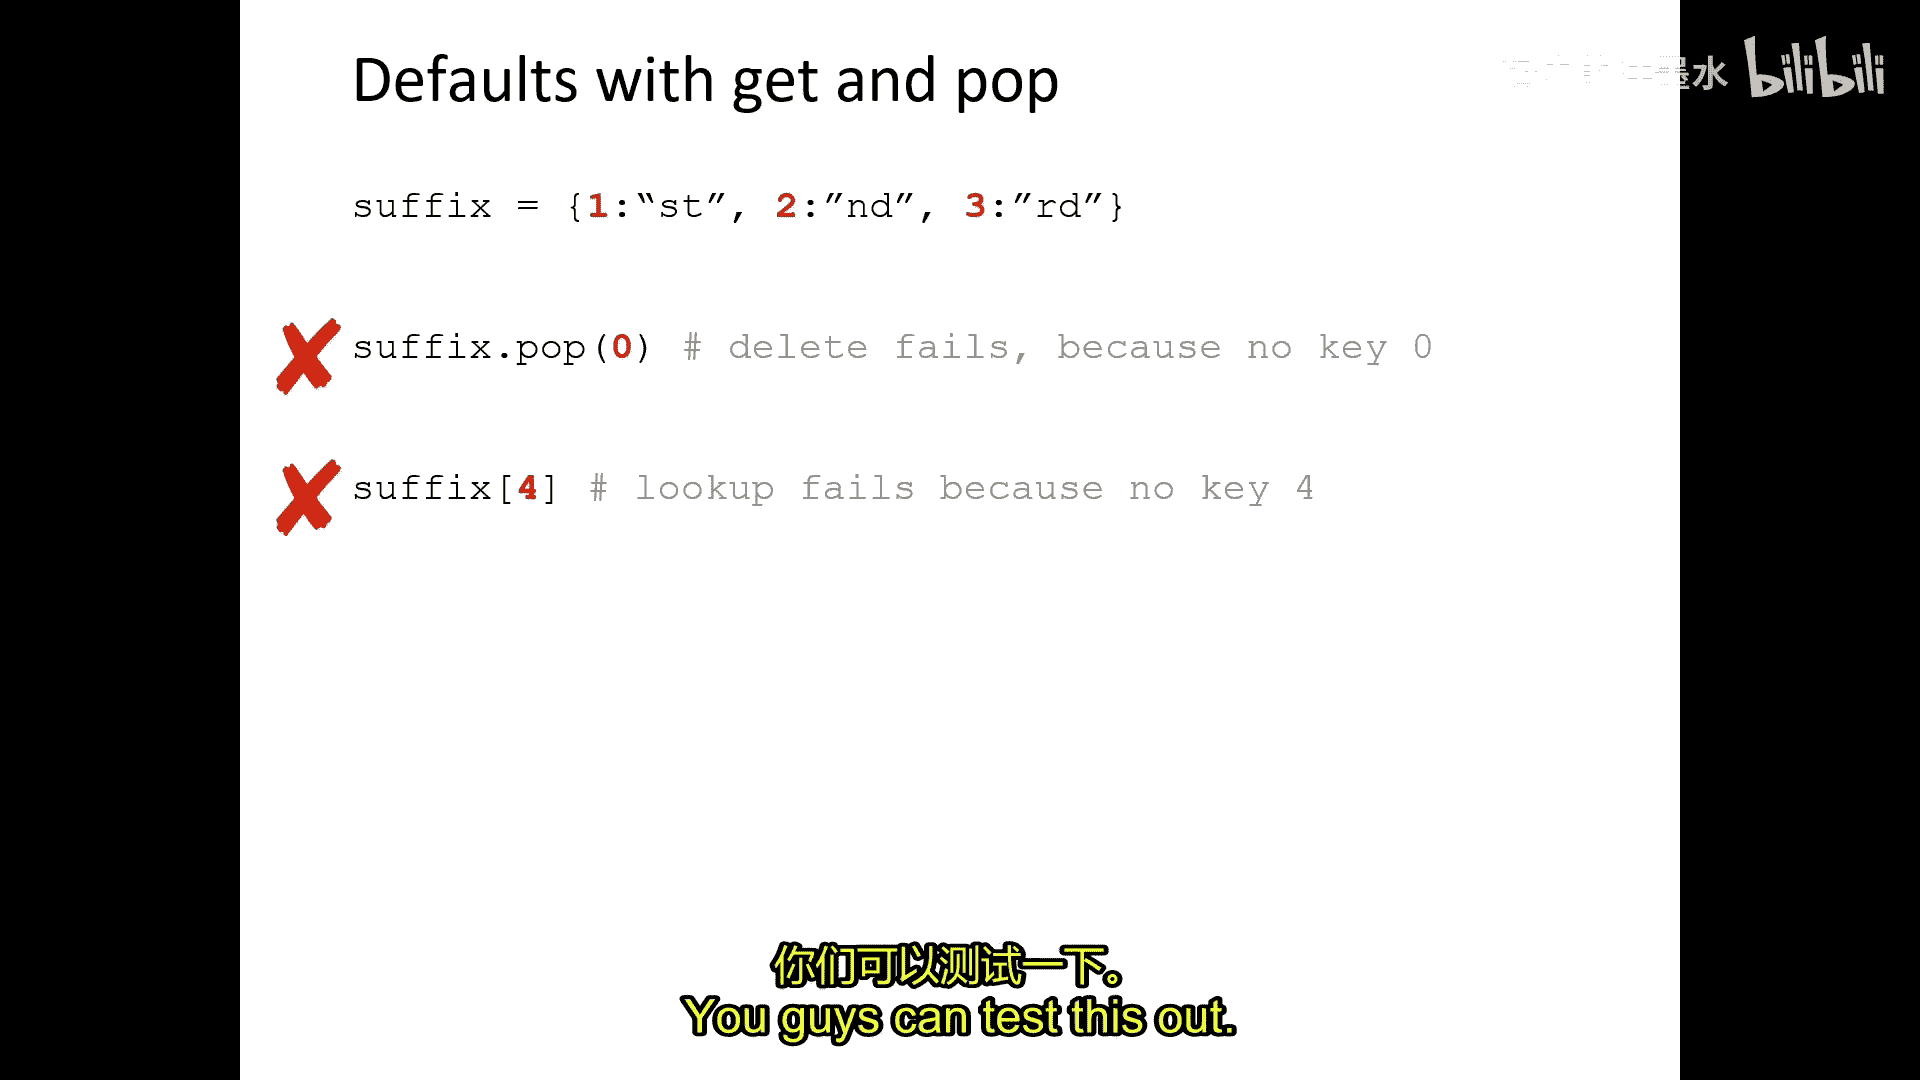 Defaults with get and pop
水 bilibili
suffix = {1:“st”, 2:”nd”, 3:”rd”}
suffix.pop(0) # delete fails, because no key 0
suffix[4] # lookup fails because no key 4
你们可以测试一下。
You guys can test this out.